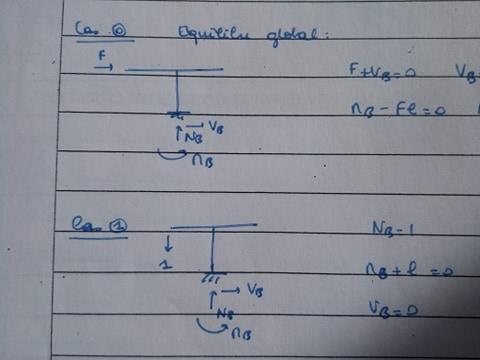 Cas ⓪ Equilibre global:
F
F+V_B=0 V_B
N_B
V_B
M_B - Fl=0
M_B
Cas ①
1
N_B-1
V_B
N_B
M_B+l=0
M_B
V_B=0